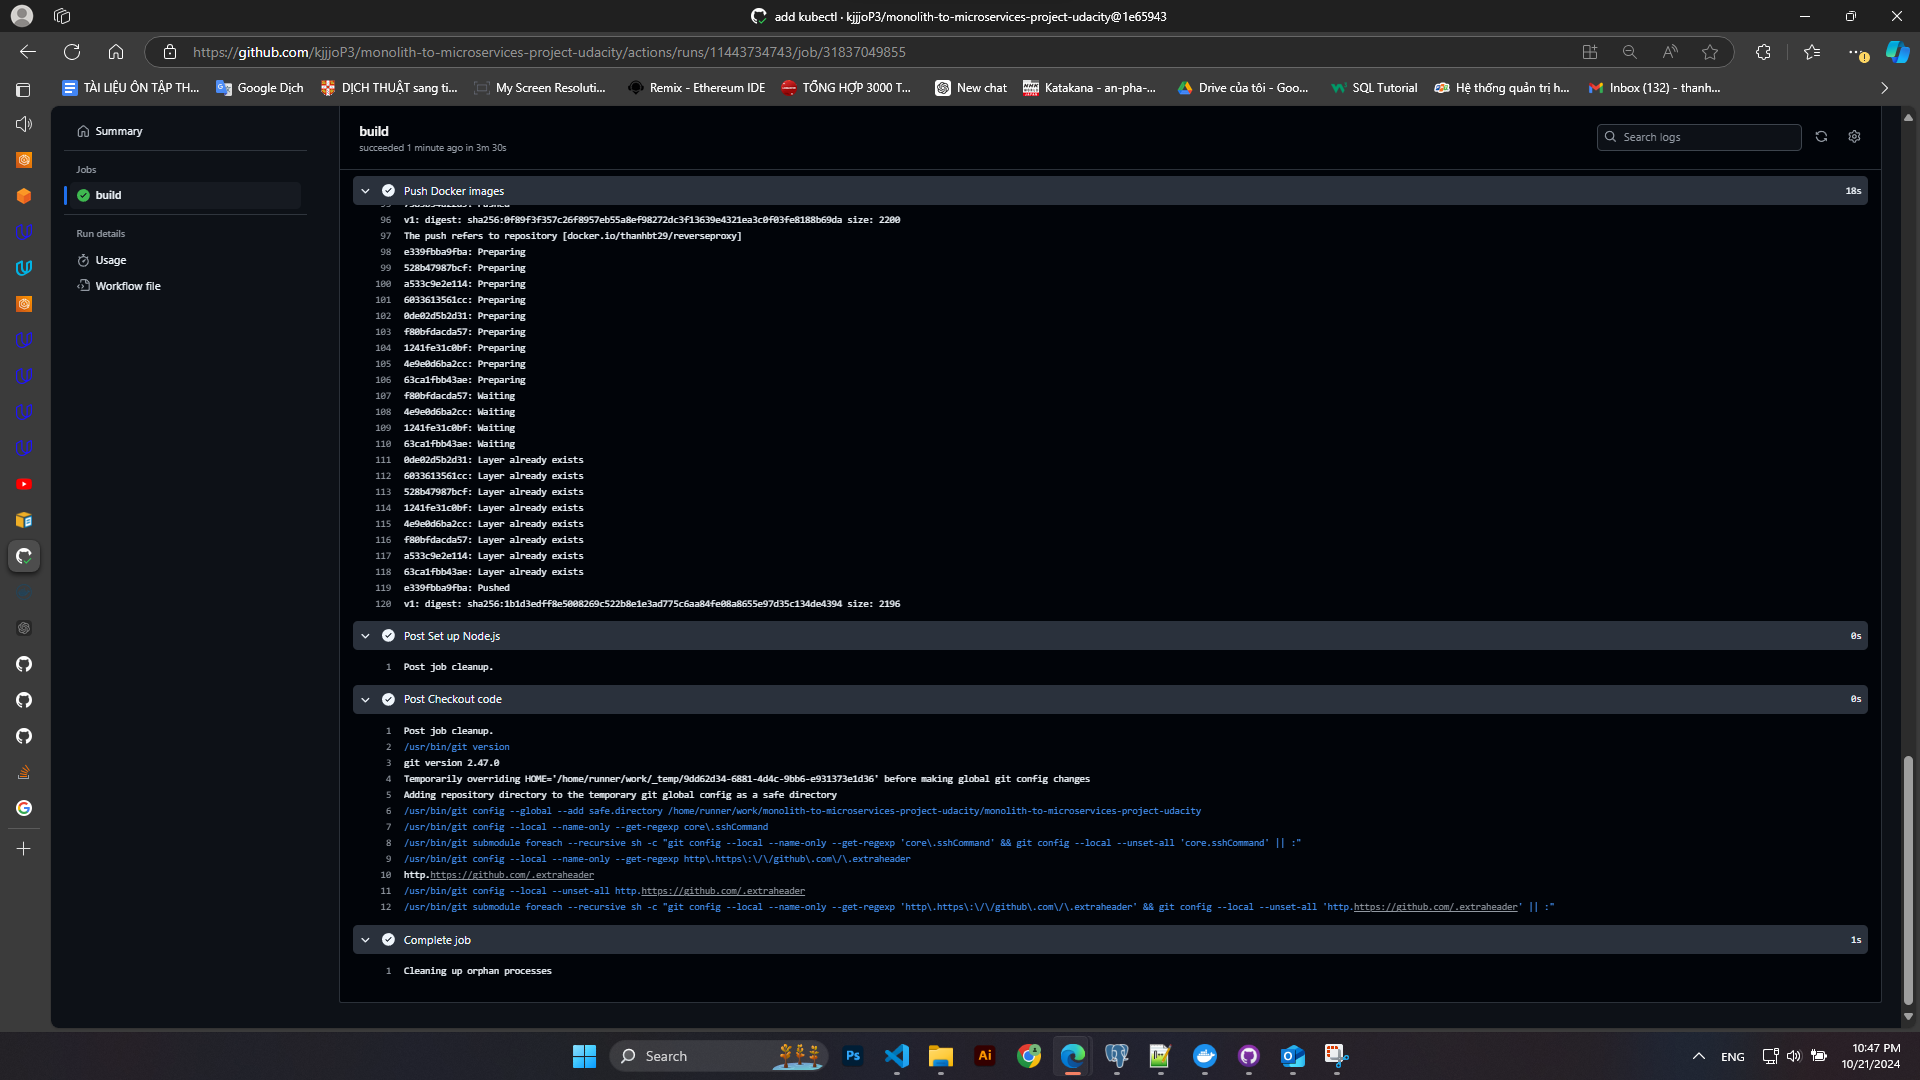 add kubectl · kjjjoP3/monolith-to-microservices-project-udacity@1e65943
https://github.com/kjjjoP3/monolith-to-microservices-project-udacity/actions/runs/11443734743/job/31837049855
TÀI LIỆU ÔN TẬP TH... Google Dịch DỊCH THUẬT sang ti... My Screen Resoluti... Remix - Ethereum IDE TỔNG HỢP 3000 T... New chat Katakana - an-pha-... Drive của tôi - Goo... SQL Tutorial Hệ thống quản trị h... Inbox (132) - thanh...
Summary
Jobs
build
Run details
Usage
Workflow file
build
succeeded 1 minute ago in 3m 30s
Search logs
Push Docker images 18s
96 v1: digest: sha256:0f89f3f357c26f8957eb55a8ef98272dc3f13639e4321ea3c0f03fe8188b69da size: 2200
97 The push refers to repository [docker.io/thanhbt29/reverseproxy]
98 e339fbba9fba: Preparing
99 528b47987bcf: Preparing
100 a533c9e2e114: Preparing
101 6033613561cc: Preparing
102 0de02d5b2d31: Preparing
103 f80bfdacda57: Preparing
104 1241fe31c0bf: Preparing
105 4e9e0d6ba2cc: Preparing
106 63ca1fbb43ae: Preparing
107 f80bfdacda57: Waiting
108 4e9e0d6ba2cc: Waiting
109 1241fe31c0bf: Waiting
110 63ca1fbb43ae: Waiting
111 0de02d5b2d31: Layer already exists
112 6033613561cc: Layer already exists
113 528b47987bcf: Layer already exists
114 1241fe31c0bf: Layer already exists
115 4e9e0d6ba2cc: Layer already exists
116 f80bfdacda57: Layer already exists
117 a533c9e2e114: Layer already exists
118 63ca1fbb43ae: Layer already exists
119 e339fbba9fba: Pushed
120 v1: digest: sha256:1b1d3edff8e5008269c522b8e1e3ad775c6aa84fe08a8655e97d35c134de4394 size: 2196
Post Set up Node.js 0s
1 Post job cleanup.
Post Checkout code 0s
1 Post job cleanup.
2 /usr/bin/git version
3 git version 2.47.0
4 Temporarily overriding HOME='/home/runner/work/_temp/9dd62d34-6881-4d4c-9bb6-e931373e1d36' before making global git config changes
5 Adding repository directory to the temporary git global config as a safe directory
6 /usr/bin/git config --global --add safe.directory /home/runner/work/monolith-to-microservices-project-udacity/monolith-to-microservices-project-udacity
7 /usr/bin/git config --local --name-only --get-regexp core\.sshCommand
8 /usr/bin/git submodule foreach --recursive sh -c "git config --local --name-only --get-regexp 'core\.sshCommand' && git config --local --unset-all 'core.sshCommand' || :"
9 /usr/bin/git config --local --name-only --get-regexp http\.https\:\/\/github\.com\/\.extraheader
10 http.https://github.com/.extraheader
11 /usr/bin/git config --local --unset-all http.https://github.com/.extraheader
12 /usr/bin/git submodule foreach --recursive sh -c "git config --local --name-only --get-regexp 'http\.https\:\/\/github\.com\/\.extraheader' && git config --local --unset-all 'http.https://github.com/.extraheader' || :"
Complete job 1s
1 Cleaning up orphan processes
Search
Ps
Ai
ENG
10:47 PM
10/21/2024